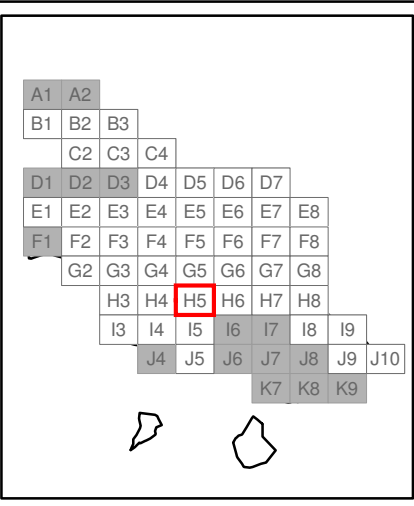 A1 A2
B1 B2 B3
C2 C3 C4
D1 D2 D3 D4 D5 D6 D7
E1 E2 E3 E4 E5 E6 E7 E8
F1 F2 F3 F4 F5 F6 F7 F8
G2 G3 G4 G5 G6 G7 G8
H3 H4 H5 H6 H7 H8
I3 I4 I5 I6 I7 I8 I9
J4 J5 J6 J7 J8 J9 J10
K7 K8 K9